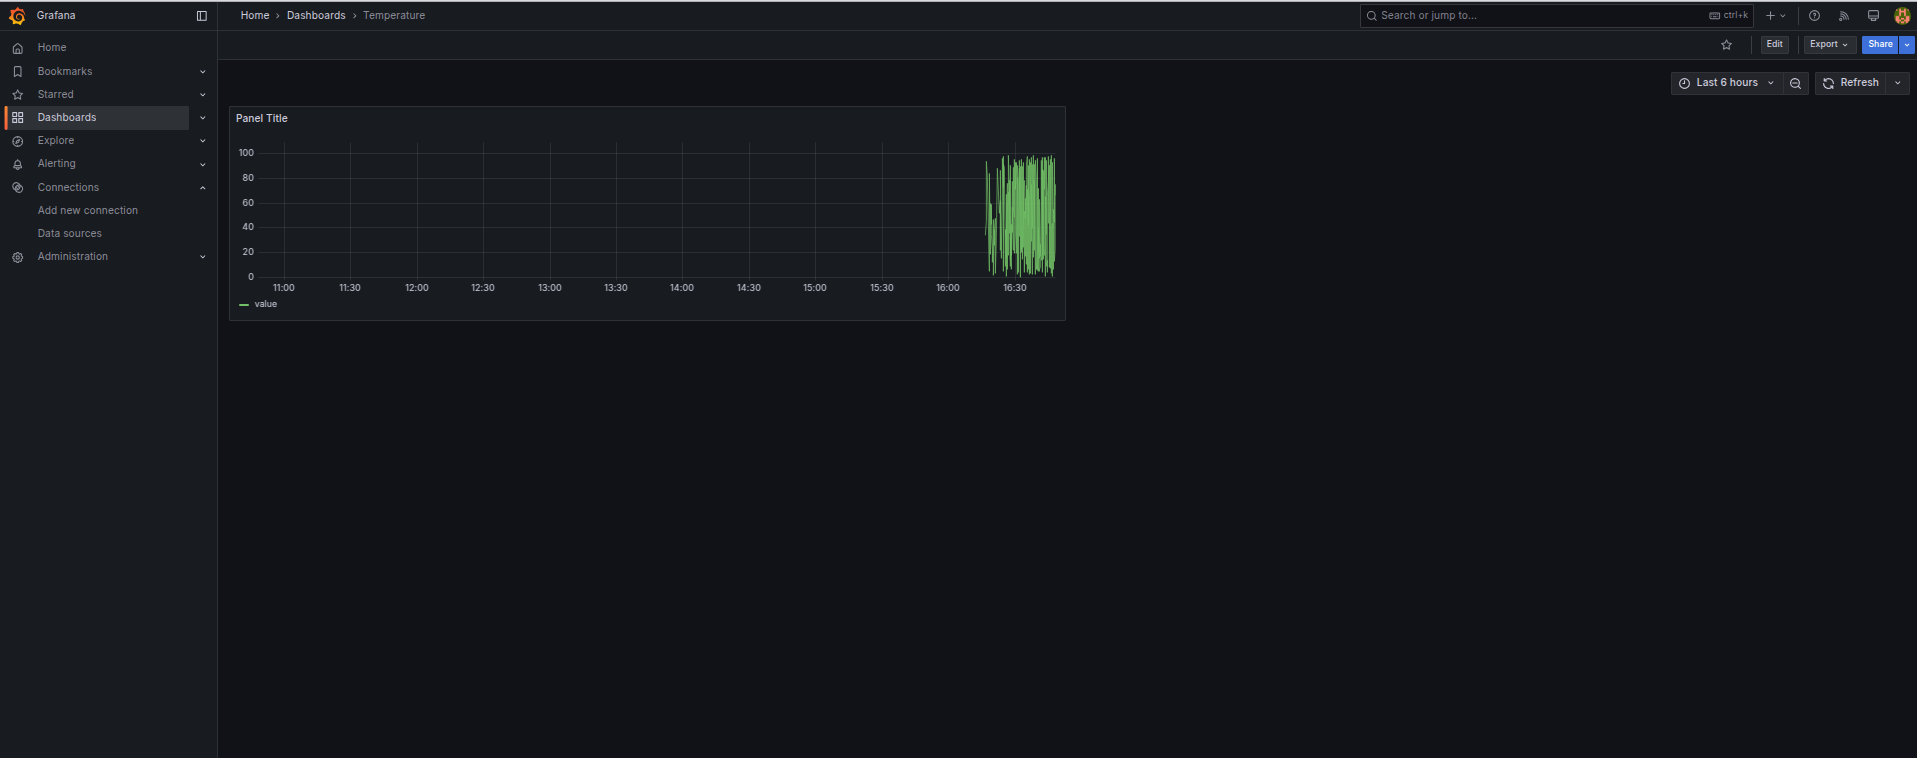 Grafana
Home › Dashboards › Temperature
Search or jump to...
ctrl+k
Home
Bookmarks
Starred
Dashboards
Explore
Alerting
Connections
Add new connection
Data sources
Administration
Edit
Export
Share
Last 6 hours
Refresh
Panel Title
100
80
60
40
20
0
11:00 11:30 12:00 12:30 13:00 13:30 14:00 14:30 15:00 15:30 16:00 16:30
value